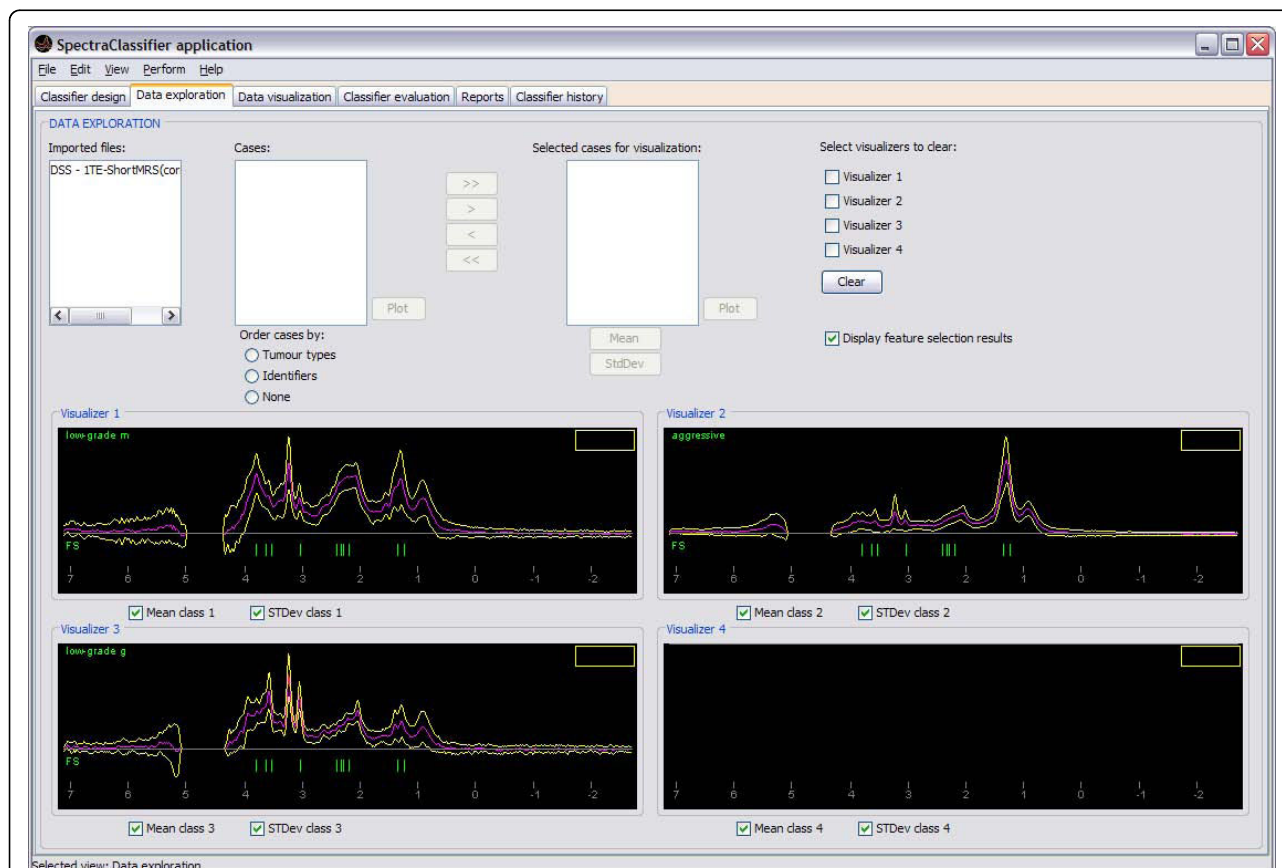 SpectraClassifier application
File Edit View Perform Help
Classifier design Data exploration Data visualization Classifier evaluation Reports Classifier history
DATA EXPLORATION
Imported files:
Cases:
Selected cases for visualization:
Select visualizers to clear:
DSS - 1TE-ShortMRS(cor
>>
>
<
<<
Visualizer 1
Visualizer 2
Visualizer 3
Visualizer 4
Clear
Plot
Plot
Order cases by:
Tumour types
Identifiers
None
Mean
StdDev
Display feature selection results
Visualizer 1
low-grade m
FS
7 6 5 4 3 2 1 0 -1 -2
Mean class 1 STDev class 1
Visualizer 2
aggressive
FS
7 6 5 4 3 2 1 0 -1 -2
Mean class 2 STDev class 2
Visualizer 3
low-grade g
FS
7 6 5 4 3 2 1 0 -1 -2
Mean class 3 STDev class 3
Visualizer 4
7 6 5 4 3 2 1 0 -1 -2
Mean class 4 STDev class 4
Selected view: Data exploration